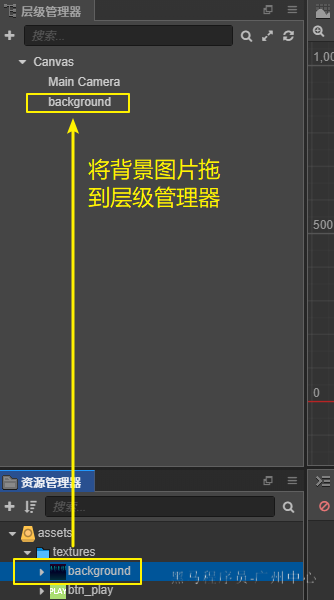 层级管理器
搜索...
Canvas
Main Camera
background
将背景图片拖
到层级管理器
1,00
500
0
资源管理器
搜索...
assets
textures
background
PLAY btn_play
黑马程序员-广州中心